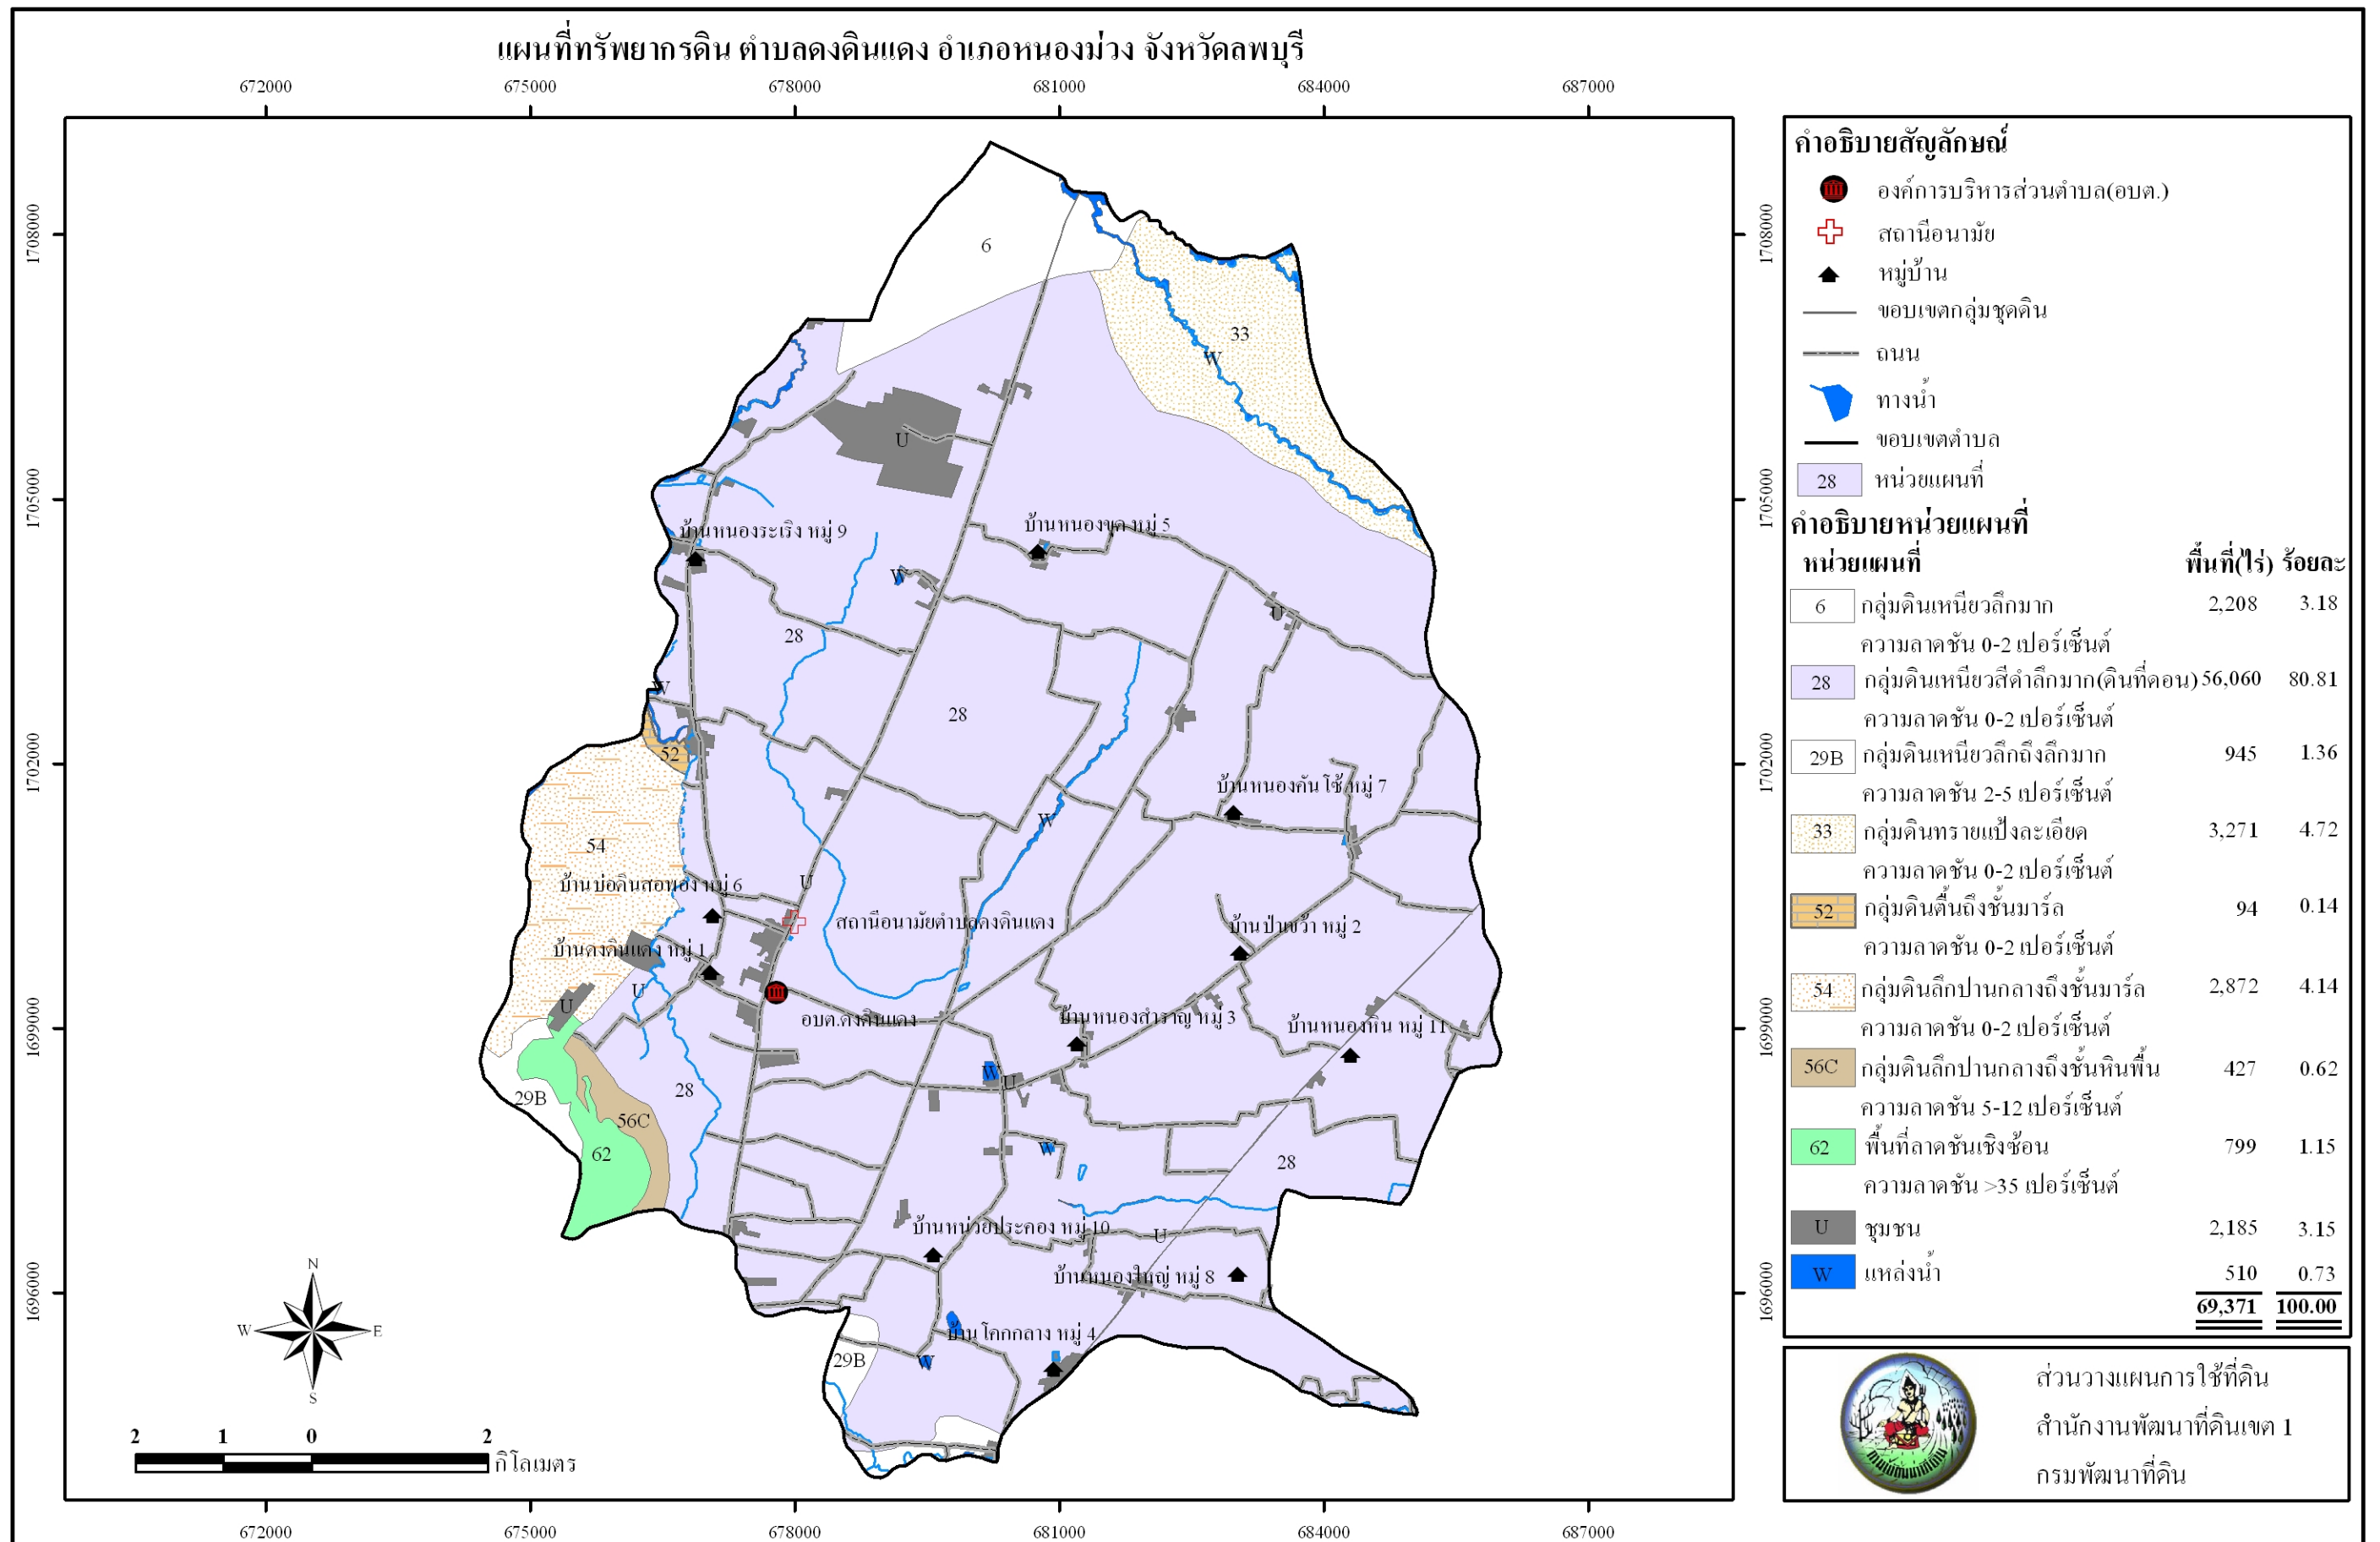 แผนที่ทรัพยากรดิน ตำบลดงดินแดง อำเภอหนองม่วง จังหวัดลพบุรี
672000 675000 678000 681000 684000 687000
1708000
1705000
1702000
1699000
1696000
1708000
1705000
1702000
1699000
1696000
6
33
W
U
บ้านหนองระเริง หมู่ 9
บ้านหนองขุด หมู่ 5
W
U
28
W
28
52
บ้านหนองคันโซ้ หมู่ 7
W
54
บ้านบ่อดินสอพอง หมู่ 6
U
สถานีอนามัยตำบลดงดินแดง
บ้านป่าเขว้า หมู่ 2
บ้านดงดินแดง หมู่ 1
U
U
อบต.ดงดินแดง
บ้านหนองสำราญ หมู่ 3
บ้านหนองหิน หมู่ 11
W
U
28
29B
56C
W
62
28
บ้านหน่วยประคอง หมู่ 10
U
บ้านหนองใหญ่ หมู่ 8
บ้านโคกกลาง หมู่ 4
29B
W
N
W E
S
2 1 0 2
กิโลเมตร
672000 675000 678000 681000 684000 687000
คำอธิบายสัญลักษณ์
องค์การบริหารส่วนตำบล(อบต.)
สถานีอนามัย
หมู่บ้าน
ขอบเขตกลุ่มชุดดิน
ถนน
ทางน้ำ
ขอบเขตตำบล
28 หน่วยแผนที่
คำอธิบายหน่วยแผนที่
หน่วยแผนที่ พื้นที่(ไร่) ร้อยละ
6 กลุ่มดินเหนียวลึกมาก 2,208 3.18
ความลาดชัน 0-2 เปอร์เซ็นต์
28 กลุ่มดินเหนียวสีดำลึกมาก(ดินที่ดอน) 56,060 80.81
ความลาดชัน 0-2 เปอร์เซ็นต์
29B กลุ่มดินเหนียวลึกถึงลึกมาก 945 1.36
ความลาดชัน 2-5 เปอร์เซ็นต์
33 กลุ่มดินทรายแป้งละเอียด 3,271 4.72
ความลาดชัน 0-2 เปอร์เซ็นต์
52 กลุ่มดินตื้นถึงชั้นมาร์ล 94 0.14
ความลาดชัน 0-2 เปอร์เซ็นต์
54 กลุ่มดินลึกปานกลางถึงชั้นมาร์ล 2,872 4.14
ความลาดชัน 0-2 เปอร์เซ็นต์
56C กลุ่มดินลึกปานกลางถึงชั้นหินพื้น 427 0.62
ความลาดชัน 5-12 เปอร์เซ็นต์
62 พื้นที่ลาดชันเชิงซ้อน 799 1.15
ความลาดชัน >35 เปอร์เซ็นต์
U ชุมชน 2,185 3.15
W แหล่งน้ำ 510 0.73
69,371 100.00
กรมพัฒนาที่ดิน
ส่วนวางแผนการใช้ที่ดิน
สำนักงานพัฒนาที่ดินเขต 1
กรมพัฒนาที่ดิน